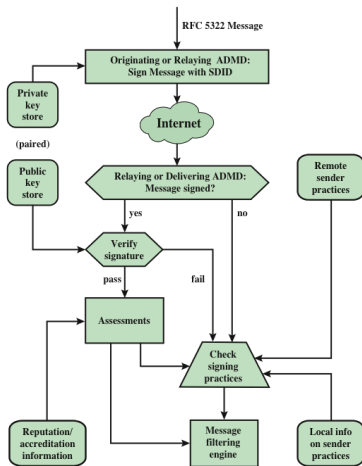 RFC 5322 Message
Originating or Relaying ADMD:
Sign Message with SDID
Private
key
store
(paired)
Internet
Public
key
store
Relaying or Delivering ADMD:
Message signed?
Remote
sender
practices
yes
no
Verify
signature
pass
fail
Assessments
Check
signing
practices
Reputation/
accreditation
information
Message
filtering
engine
Local info
on sender
practices